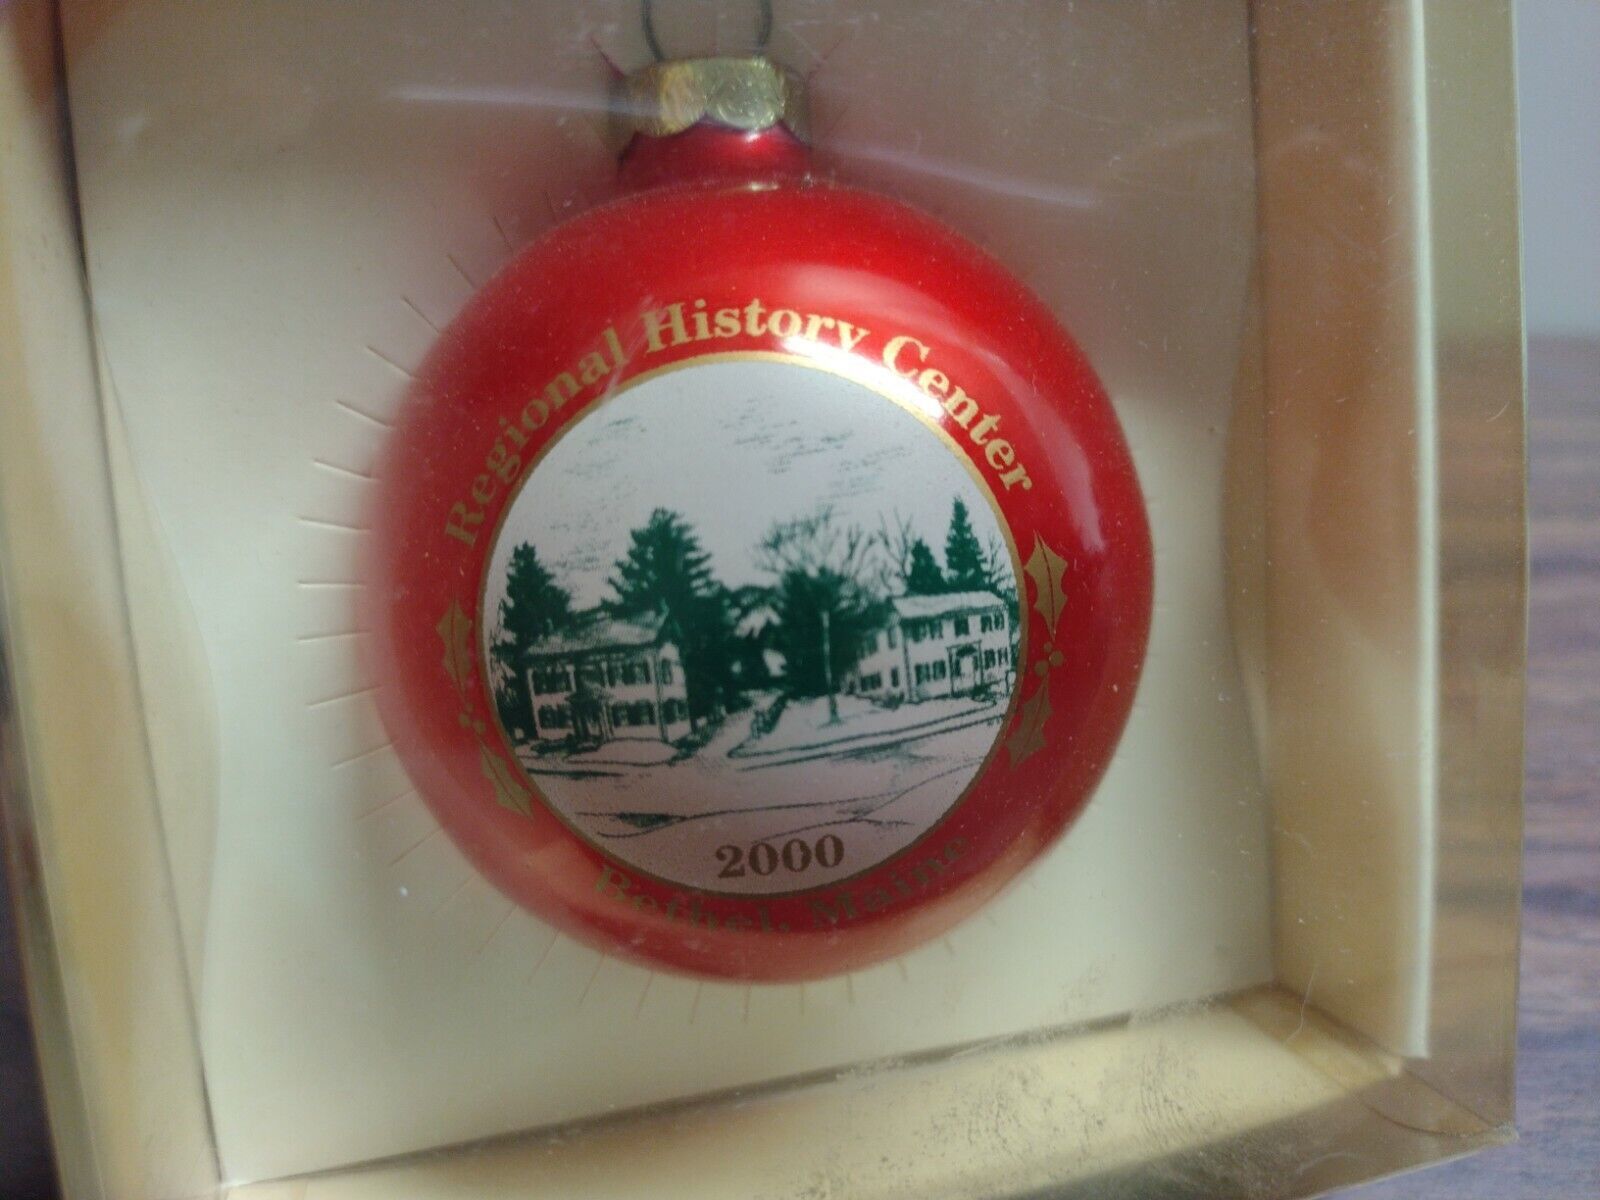 Regional History Center
2000
Bethel, Maine